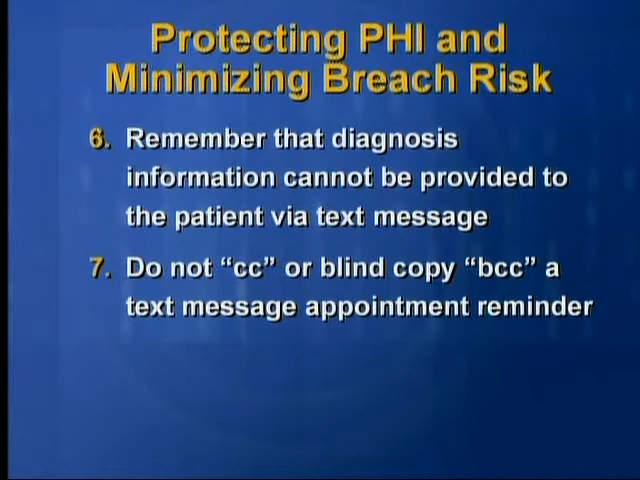 Protecting PHI and
Minimizing Breach Risk
6. Remember that diagnosis
information cannot be provided to
the patient via text message
7. Do not “cc” or blind copy “bcc” a
text message appointment reminder